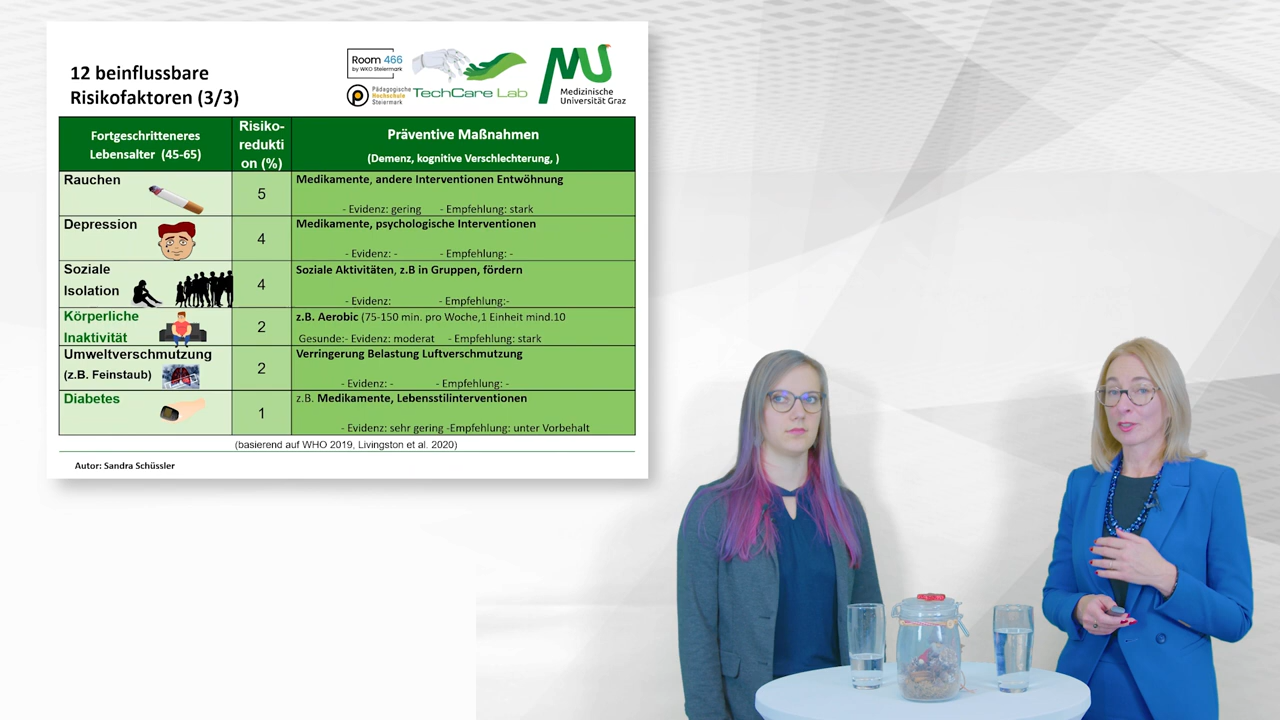 12 beinflussbare
Risikofaktoren (3/3)
Room 466
by WKO Steiermark
Pädagogische
Hochschule
Steiermark
TechCare Lab
Medizinische
Universität Graz
Fortgeschritteneres
Lebensalter (45-65)
Risiko-
redukti
on (%)
Präventive Maßnahmen
(Demenz, kognitive Verschlechterung, )
Rauchen
5
Medikamente, andere Interventionen Entwöhnung
- Evidenz: gering - Empfehlung: stark
Depression
4
Medikamente, psychologische Interventionen
- Evidenz: - - Empfehlung: -
Soziale
Isolation
4
Soziale Aktivitäten, z.B in Gruppen, fördern
- Evidenz: - Empfehlung:-
Körperliche
Inaktivität
2
z.B. Aerobic (75-150 min. pro Woche,1 Einheit mind.10
Gesunde:- Evidenz: moderat - Empfehlung: stark
Umweltverschmutzung
(z.B. Feinstaub)
2
Verringerung Belastung Luftverschmutzung
- Evidenz: - - Empfehlung: -
Diabetes
1
z.B. Medikamente, Lebensstilinterventionen
- Evidenz: sehr gering -Empfehlung: unter Vorbehalt
(basierend auf WHO 2019, Livingston et al. 2020)
Autor: Sandra Schüssler